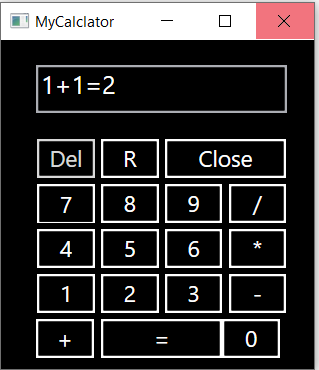 MyCalclator
1+1=2
Del R Close
7 8 9 /
4 5 6 *
1 2 3 -
+ = 0